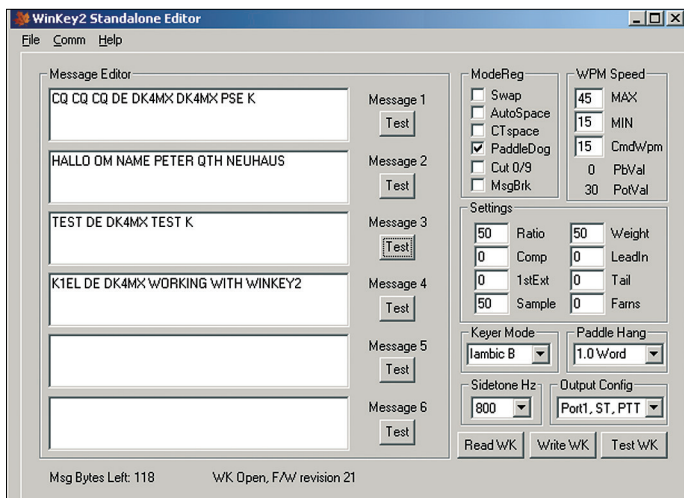 WinKey2 Standalone Editor
File Comm Help
Message Editor
CQ CQ CQ DE DK4MX DK4MX PSE K
Message 1
Test
HALLO OM NAME PETER QTH NEUHAUS
Message 2
Test
TEST DE DK4MX TEST K
Message 3
Test
K1EL DE DK4MX WORKING WITH WINKEY2
Message 4
Test
Message 5
Test
Message 6
Test
Msg Bytes Left: 118 WK Open, F/W revision 21
ModeReg
Swap
AutoSpace
CTspace
PaddleDog
Cut 0/9
MsgBrk
WPM Speed
45 MAX
15 MIN
15 CmdWpm
0 PbVal
30 PotVal
Settings
50 Ratio 50 Weight
0 Comp 0 LeadIn
0 1stExt 0 Tail
50 Sample 0 Farns
Keyer Mode
Iambic B
Paddle Hang
1.0 Word
Sidetone Hz
800
Output Config
Port1, ST, PTT
Read WK Write WK Test WK